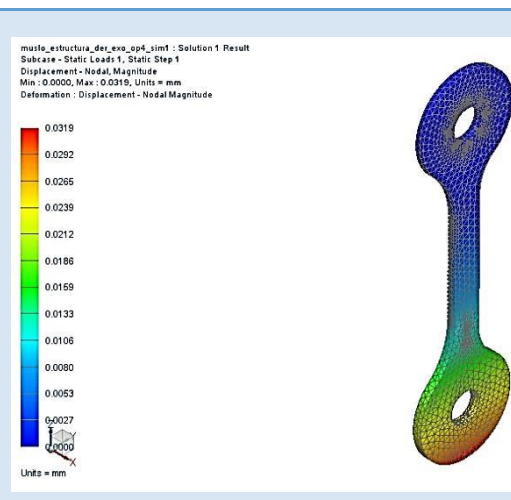 muslo_estructura_der_exo_op4_sim1 : Solution 1 Result
Subcase - Static Loads 1, Static Step 1
Displacement - Nodal, Magnitude
Min : 0.0000, Max : 0.0319, Units = mm
Deformation : Displacement - Nodal Magnitude
0.0319
0.0292
0.0265
0.0239
0.0212
0.0186
0.0159
0.0133
0.0106
0.0080
0.0053
0.0027
0.0000
X
Units = mm